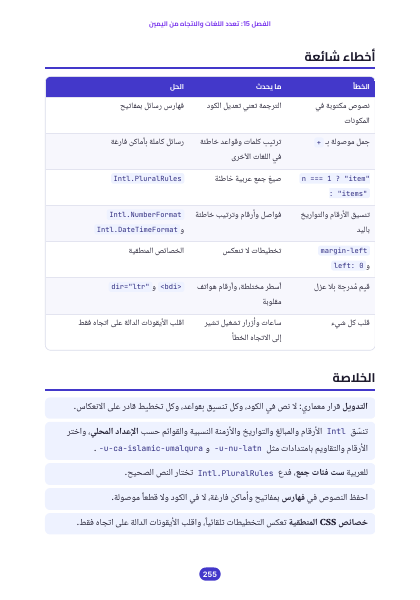 الفصل 15: تعدد اللغات والاتجاه من اليمين
أخطاء شائعة
الخطأ ما يحدث الحل
نصوص مكتوبة في المكونات الترجمة تعني تعديل الكود فهارس رسائل بمفاتيح
جمل موصولة بـ + ترتيب كلمات وقواعد خاطئة في اللغات الأخرى رسائل كاملة بأماكن فارغة
n === 1 ? "item" : "items" صيغ جمع عربية خاطئة Intl.PluralRules
تنسيق الأرقام والتواريخ باليد فواصل وأرقام وترتيب خاطئة Intl.NumberFormat و Intl.DateTimeFormat
margin-left و left: 0 تخطيطات لا تنعكس الخصائص المنطقية
قيم مُدرجة بلا عزل أسطر مختلطة، وأرقام هواتف مقلوبة <bdi> و dir="ltr"
قلب كل شيء ساعات وأزرار تشغيل تشير إلى الاتجاه الخطأ اقلب الأيقونات الدالة على اتجاه فقط
الخلاصة
التدويل قرار معماري: لا نص في الكود، وكل تنسيق بقواعد، وكل تخطيط قادر على الانعكاس.
تنسّق Intl الأرقام والمبالغ والتواريخ والأزمنة النسبية والقوائم حسب الإعداد المحلي، واختر
الأرقام والتقاويم بامتدادات مثل -u-nu-latn و -u-ca-islamic-umalqura .
للعربية ست فئات جمع، فدع Intl.PluralRules تختار النص الصحيح.
احفظ النصوص في فهارس بمفاتيح وأماكن فارغة، لا في الكود ولا قطعاً موصولة.
خصائص CSS المنطقية تعكس التخطيطات تلقائياً، واقلب الأيقونات الدالة على اتجاه فقط.
255